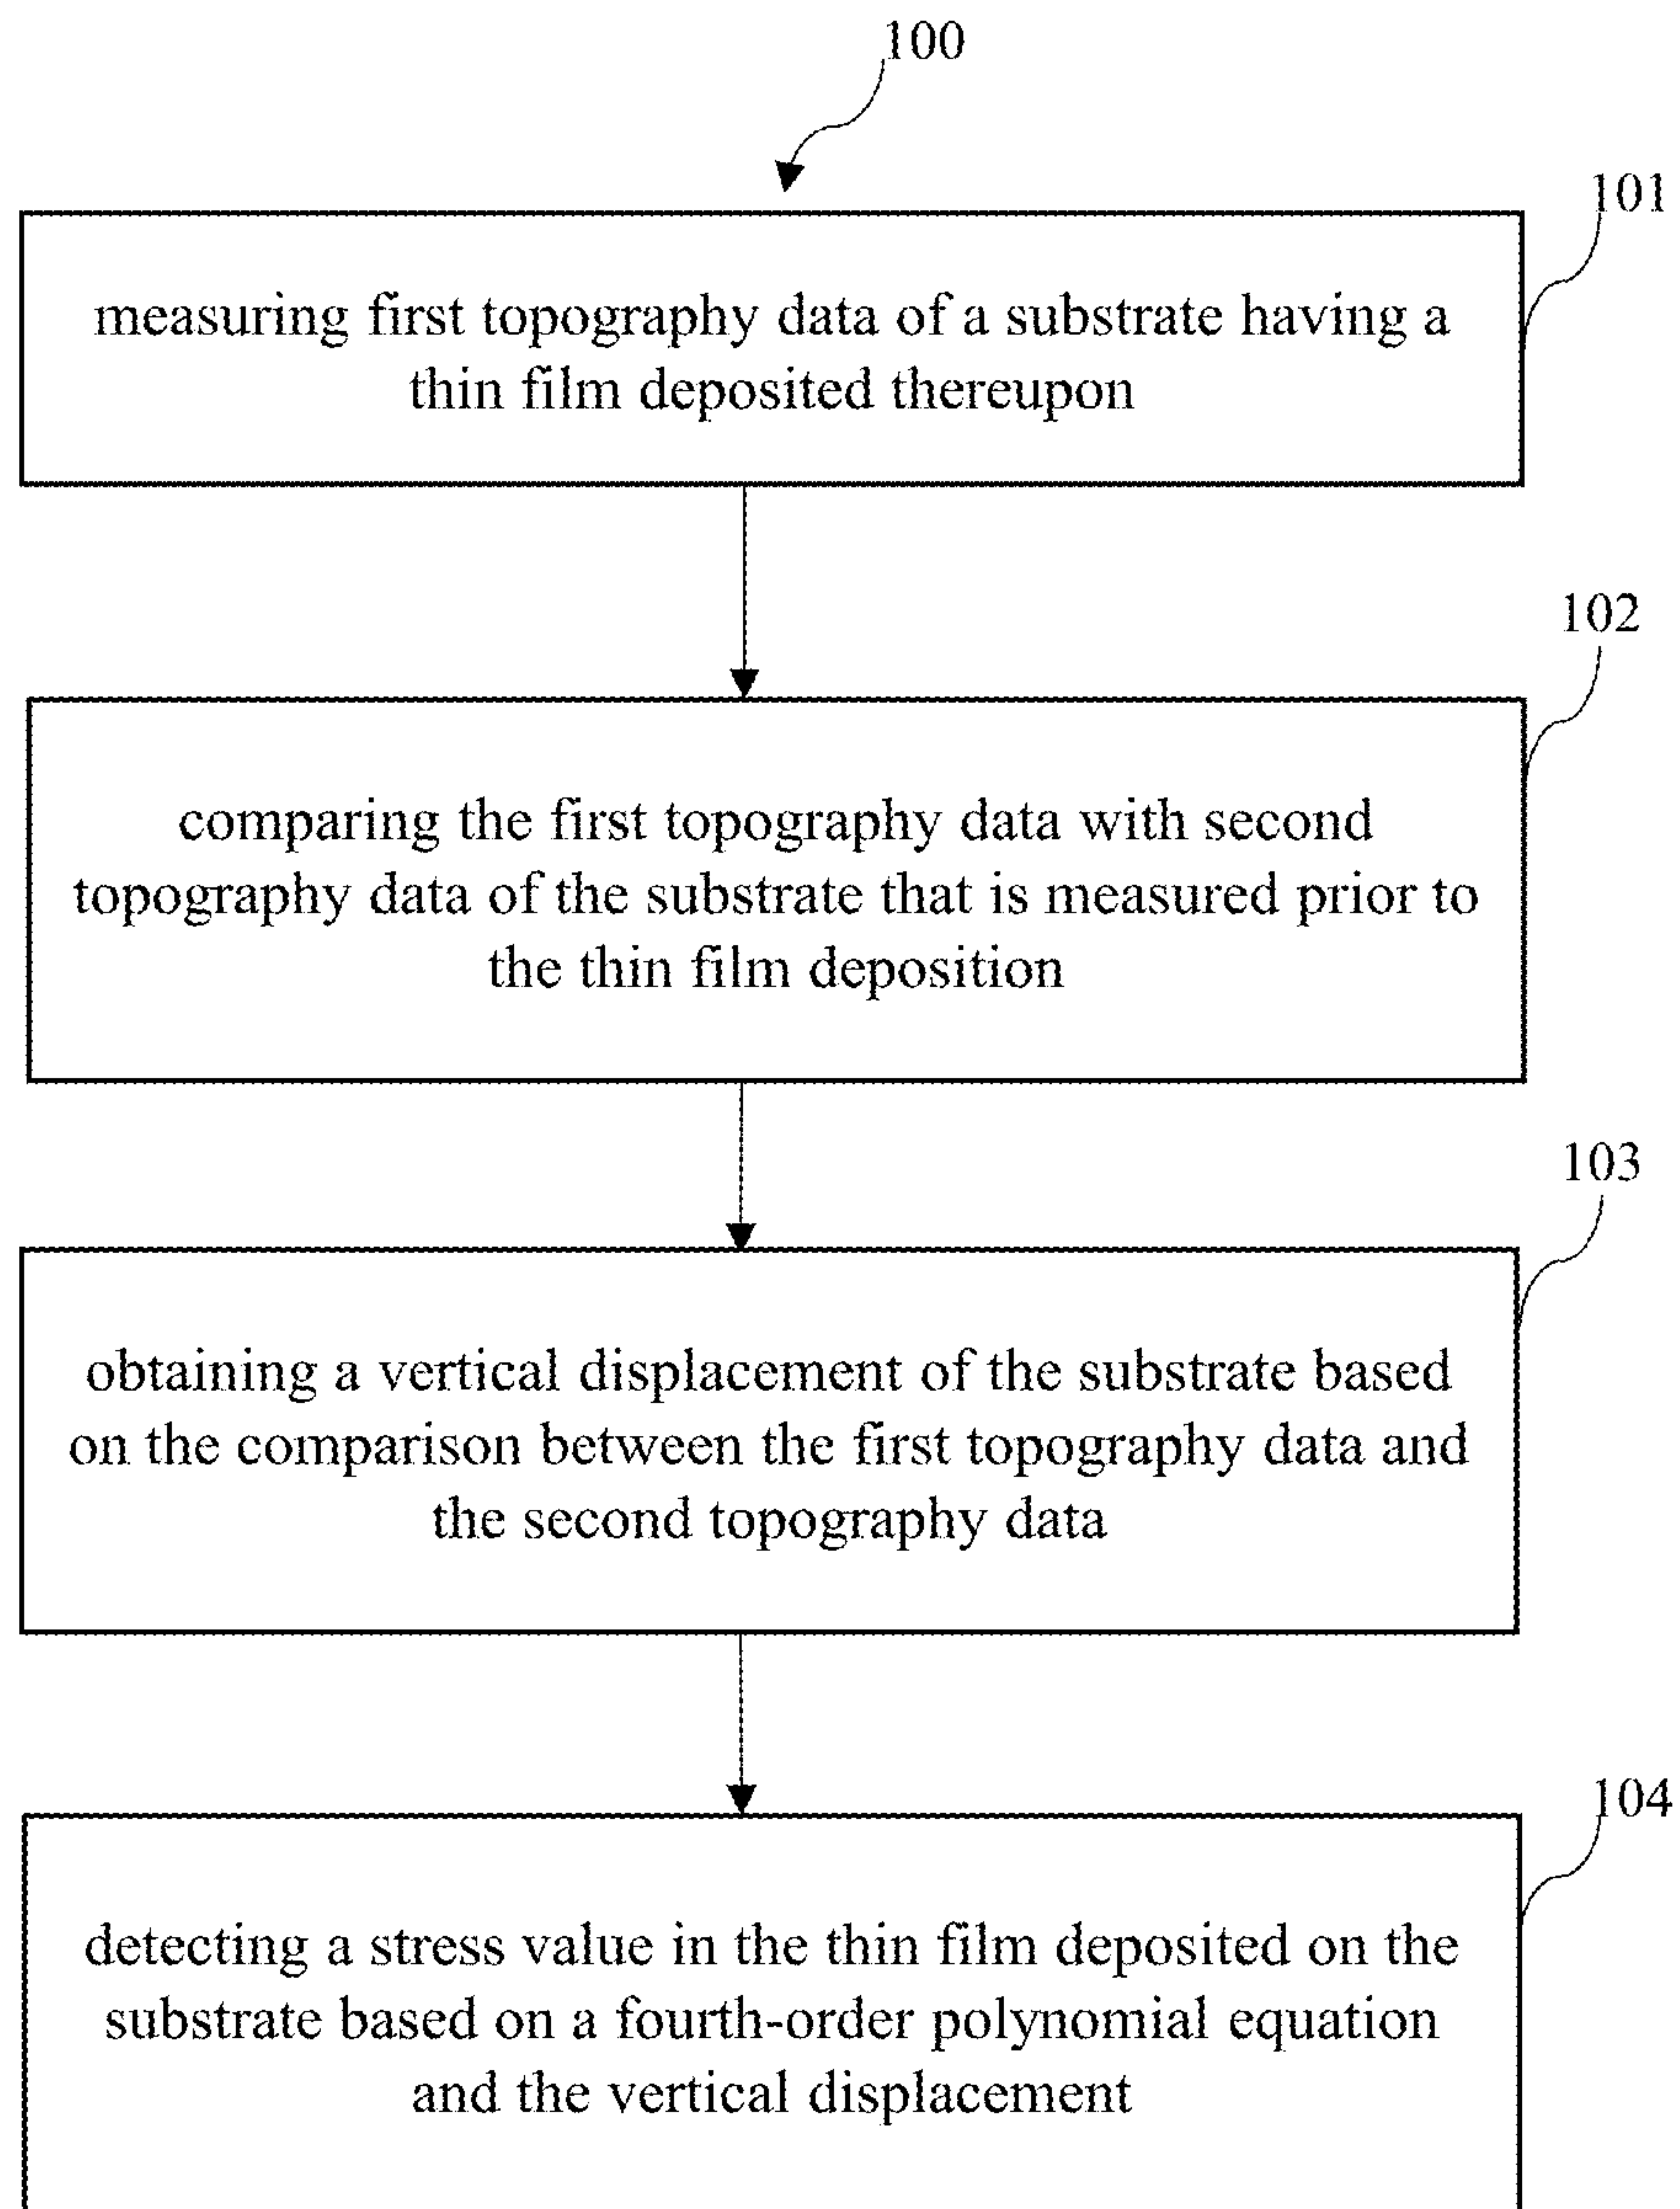 100
101
measuring first topography data of a substrate having a
thin film deposited thereupon
102
comparing the first topography data with second
topography data of the substrate that is measured prior to
the thin film deposition
103
obtaining a vertical displacement of the substrate based
on the comparison between the first topography data and
the second topography data
104
detecting a stress value in the thin film deposited on the
substrate based on a fourth-order polynomial equation
and the vertical displacement